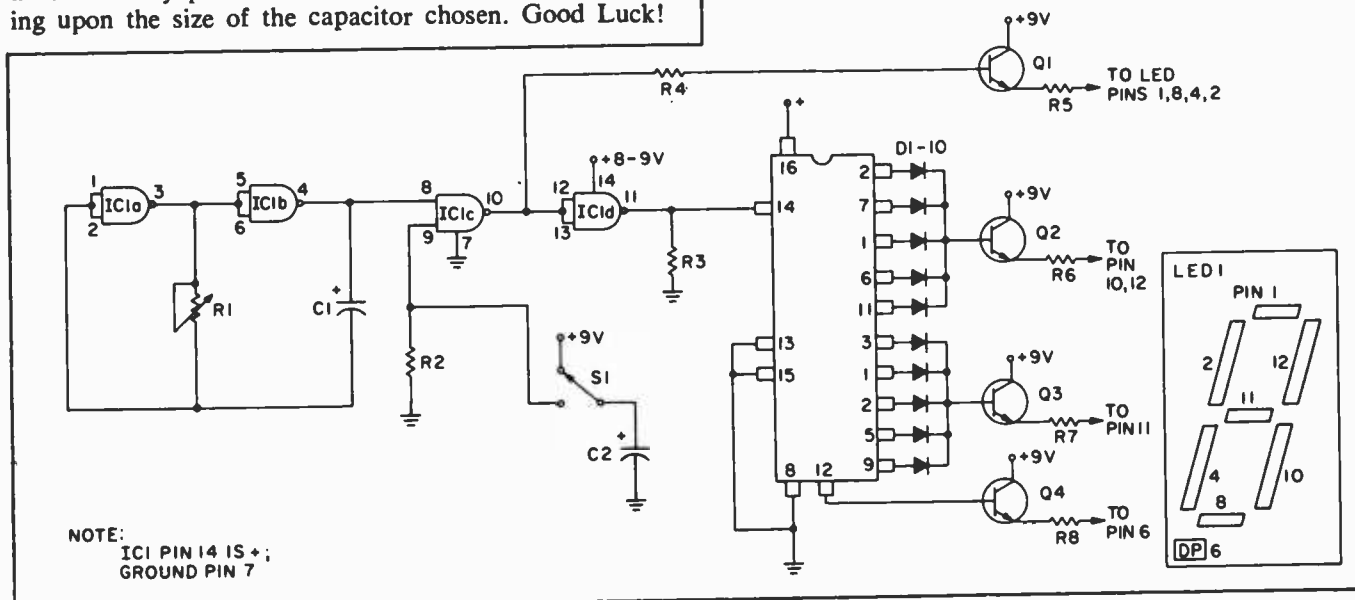 ing upon the size of the capacitor chosen. Good Luck!
+9V
Q1
R4
R5
TO LED
PINS 1,8,4,2
+
D1-10
16
2
7
1
6
11
3
1
2
5
9
14
13
15
8
12
+9V
Q2
R6
TO
PIN
10,12
+9V
Q3
R7
TO
PIN11
+9V
Q4
R8
TO
PIN 6
1
2
IC1a
3
5
6
IC1b
4
8
9
IC1c
10
7
+8-9V
14
12
13
IC1d
11
R3
R1
+
C1
R2
+9V
S1
+
C2
LED1
PIN 1
2
12
11
4
10
8
DP 6
NOTE:
IC1 PIN 14 IS +;
GROUND PIN 7